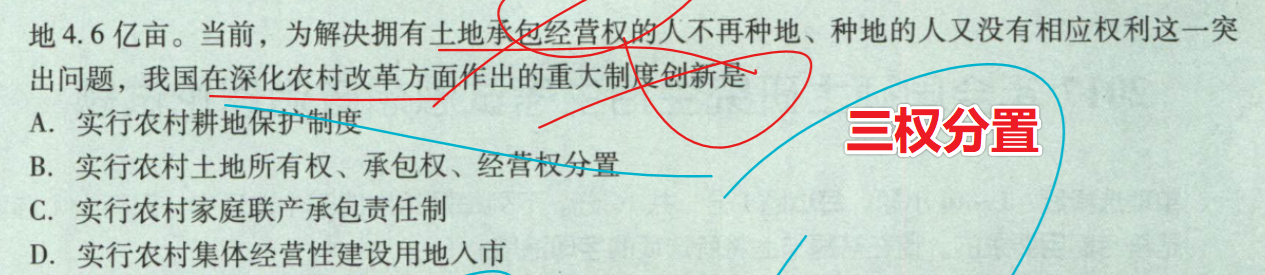 地4.6亿亩。当前，为解决拥有土地承包经营权的人不再种地、种地的人又没有相应权利这一突
出问题，我国在深化农村改革方面作出的重大制度创新是
A. 实行农村耕地保护制度
B. 实行农村土地所有权、承包权、经营权分置
C. 实行农村家庭联产承包责任制
D. 实行农村集体经营性建设用地入市
三权分置